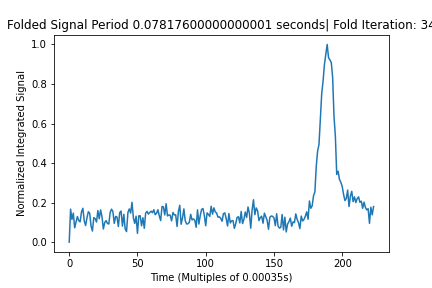 Folded Signal Period 0.07817600000000001 seconds| Fold Iteration: 34
1.0
0.8
0.6
0.4
0.2
0.0
Normalized Integrated Signal
0 50 100 150 200
Time (Multiples of 0.00035s)